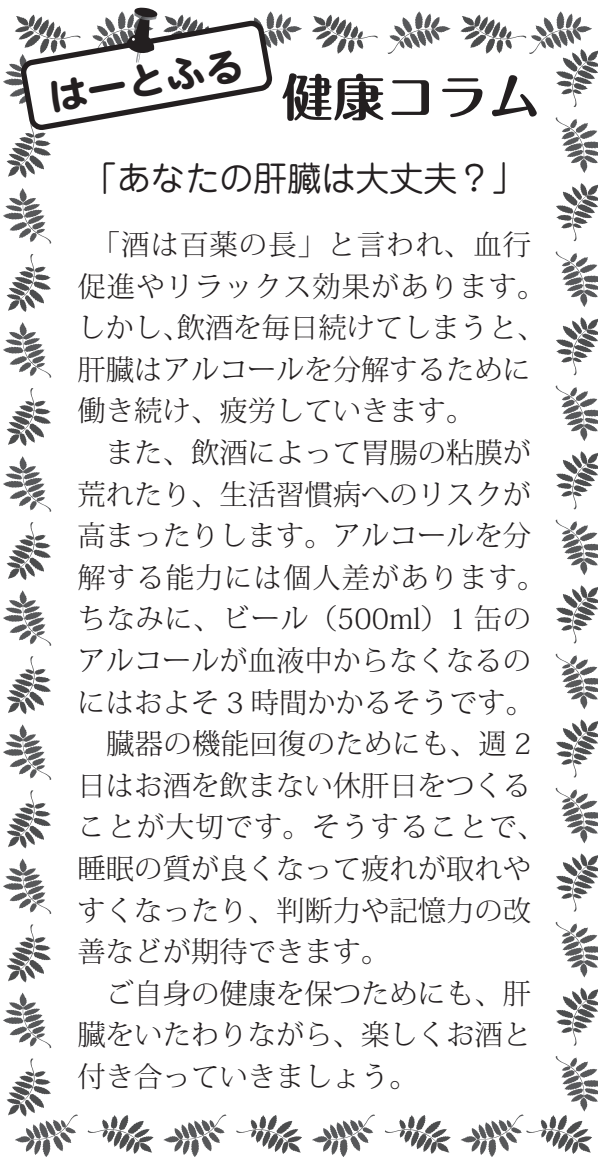 はーとふる
健康コラム
「あなたの肝臓は大丈夫？」
「酒は百薬の長」と言われ、血行
促進やリラックス効果があります。
しかし、飲酒を毎日続けてしまうと、
肝臓はアルコールを分解するために
働き続け、疲労していきます。
また、飲酒によって胃腸の粘膜が
荒れたり、生活習慣病へのリスクが
高まったりします。アルコールを分
解する能力には個人差があります。
ちなみに、ビール（500ml）1 缶の
アルコールが血液中からなくなるの
にはおよそ 3 時間かかるそうです。
臓器の機能回復のためにも、週 2
日はお酒を飲まない休肝日をつくる
ことが大切です。そうすることで、
睡眠の質が良くなって疲れが取れや
すくなったり、判断力や記憶力の改
善などが期待できます。
ご自身の健康を保つためにも、肝
臓をいたわりながら、楽しくお酒と
付き合っていきましょう。